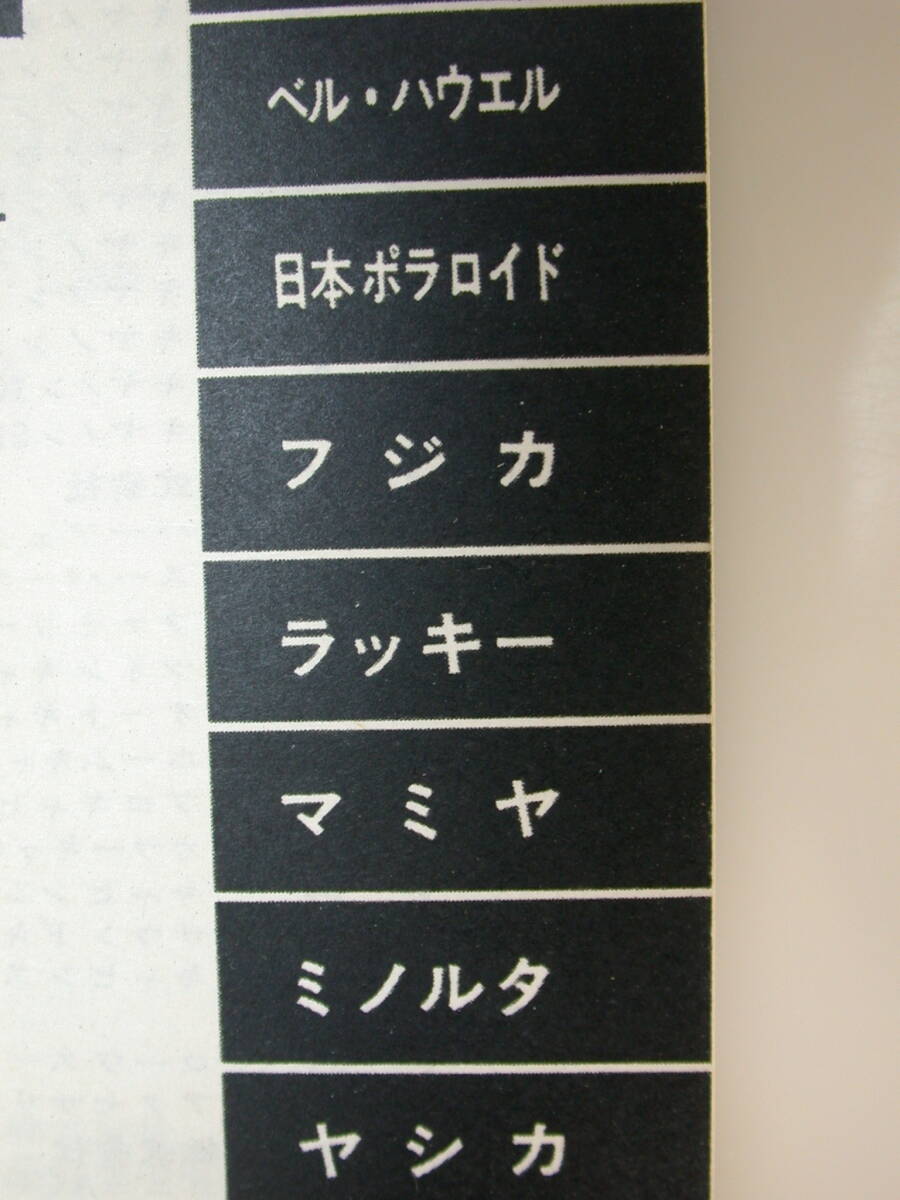 ベル・ハウエル
日本ポラロイド
フジカ
ラッキー
マミヤ
ミノルタ
ヤシカ